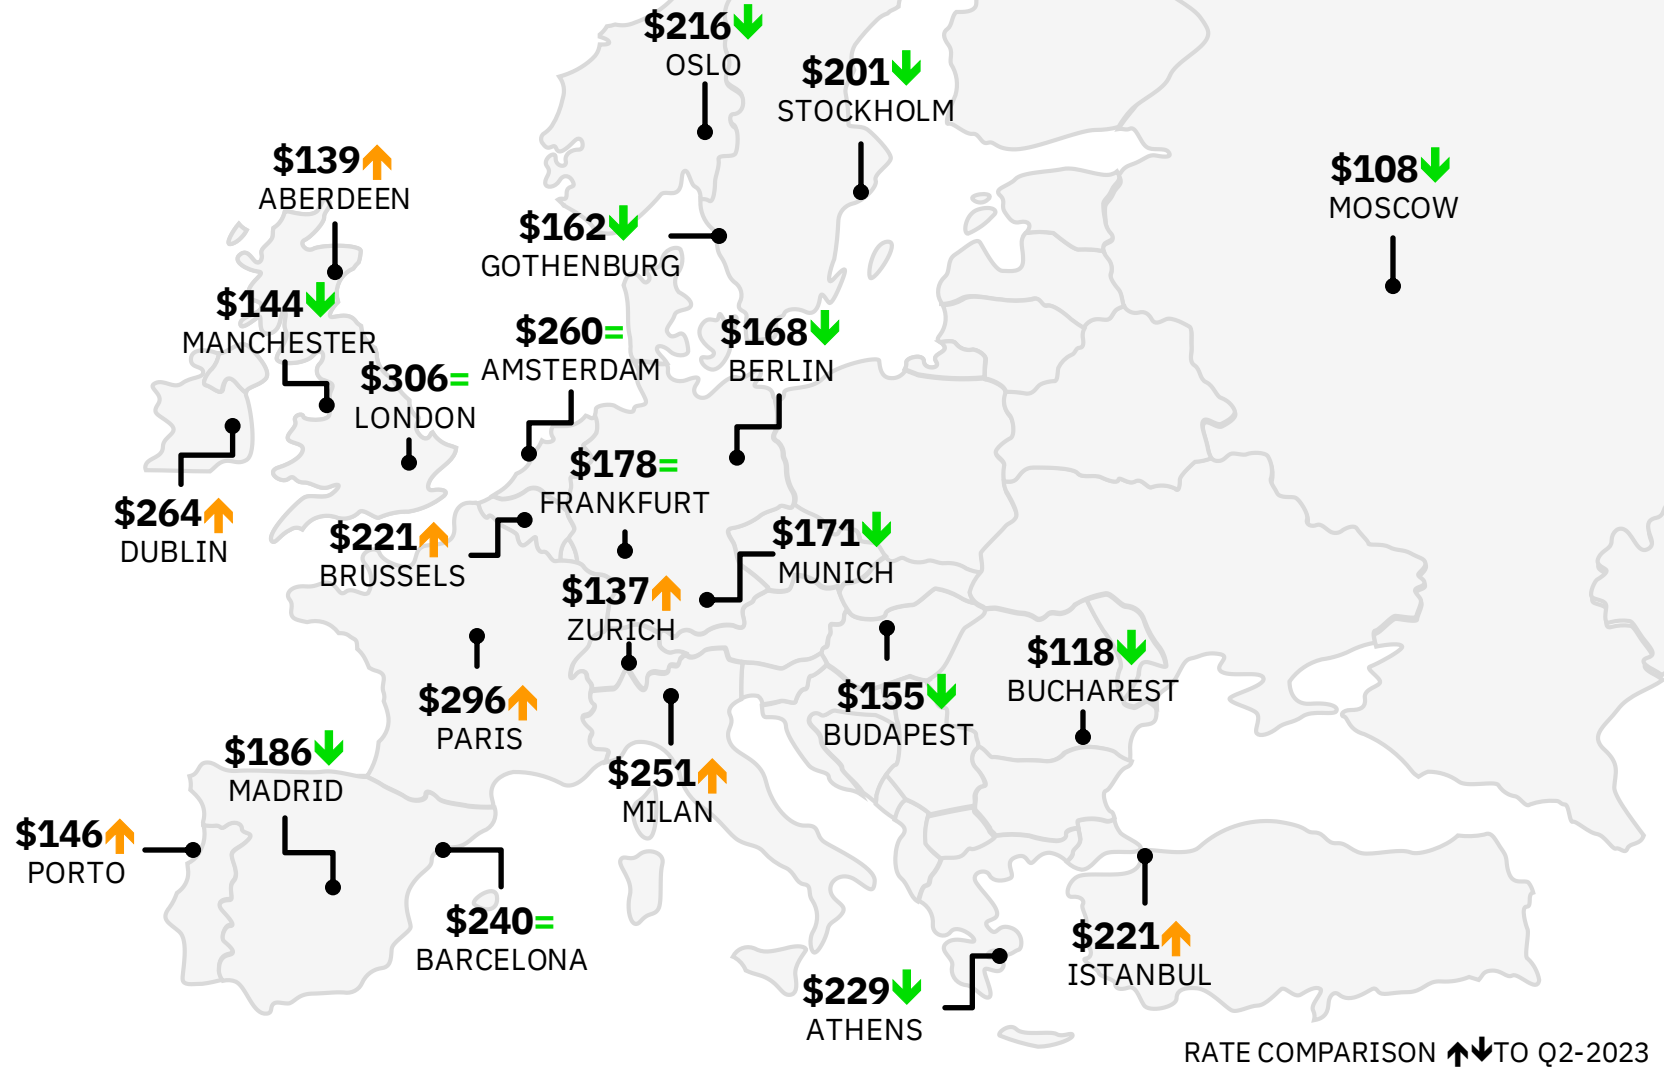 $216↓
OSLO
$201↓
STOCKHOLM
$139↑
ABERDEEN
$108↓
MOSCOW
$162↓
GOTHENBURG
$144↓
MANCHESTER
$260=
AMSTERDAM
$168↓
BERLIN
$306=
LONDON
$178=
FRANKFURT
$264↑
DUBLIN
$221↑
BRUSSELS
$171↓
MUNICH
$137↑
ZURICH
$118↓
BUCHAREST
$296↑
PARIS
$155↓
BUDAPEST
$186↓
MADRID
$251↑
MILAN
$146↑
PORTO
$240=
BARCELONA
$221↑
ISTANBUL
$229↓
ATHENS
RATE COMPARISON ↑↓TO Q2-2023